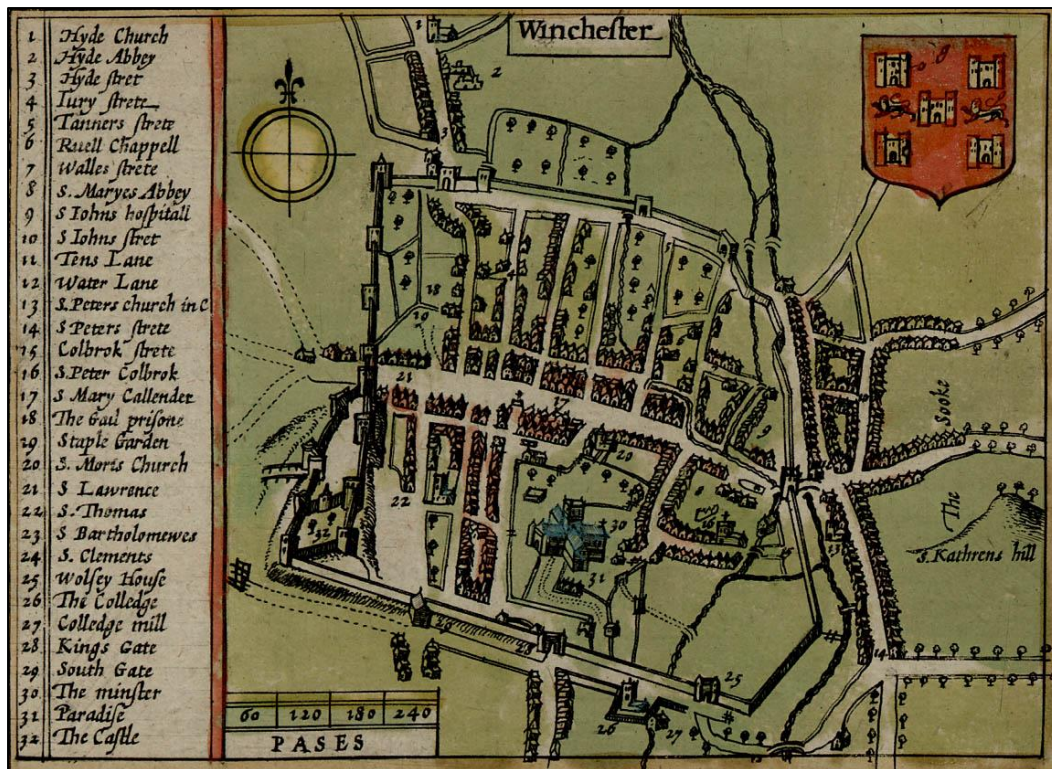 Winchester
1 Hyde Church
2 Hyde Abbey
3 Hyde stret
4 Iury strete
5 Tanners strete
6 Ruell Chappell
7 Walles strete
8 S. Maryes Abbey
9 S Iohns hospitall
10 S Iohns stret
11 Tens Lane
12 Water Lane
13 S. Peters church in C
14 S Peters strete
15 Colbrok strete
16 S. Peter Colbrok
17 S Mary Callender
18 The Gail prisone
19 Staple Garden
20 S. Moris Church
21 S Lawrence
22 S. Thomas
23 S Bartholomewes
24 S. Clements
25 Wolsey House
26 The Colledge
27 Colledge mill
28 Kings Gate
29 South Gate
30 The minster
31 Paradise
32 The Castle
The Sooke
S. Kathrens hill
60 120 180 240
PASES